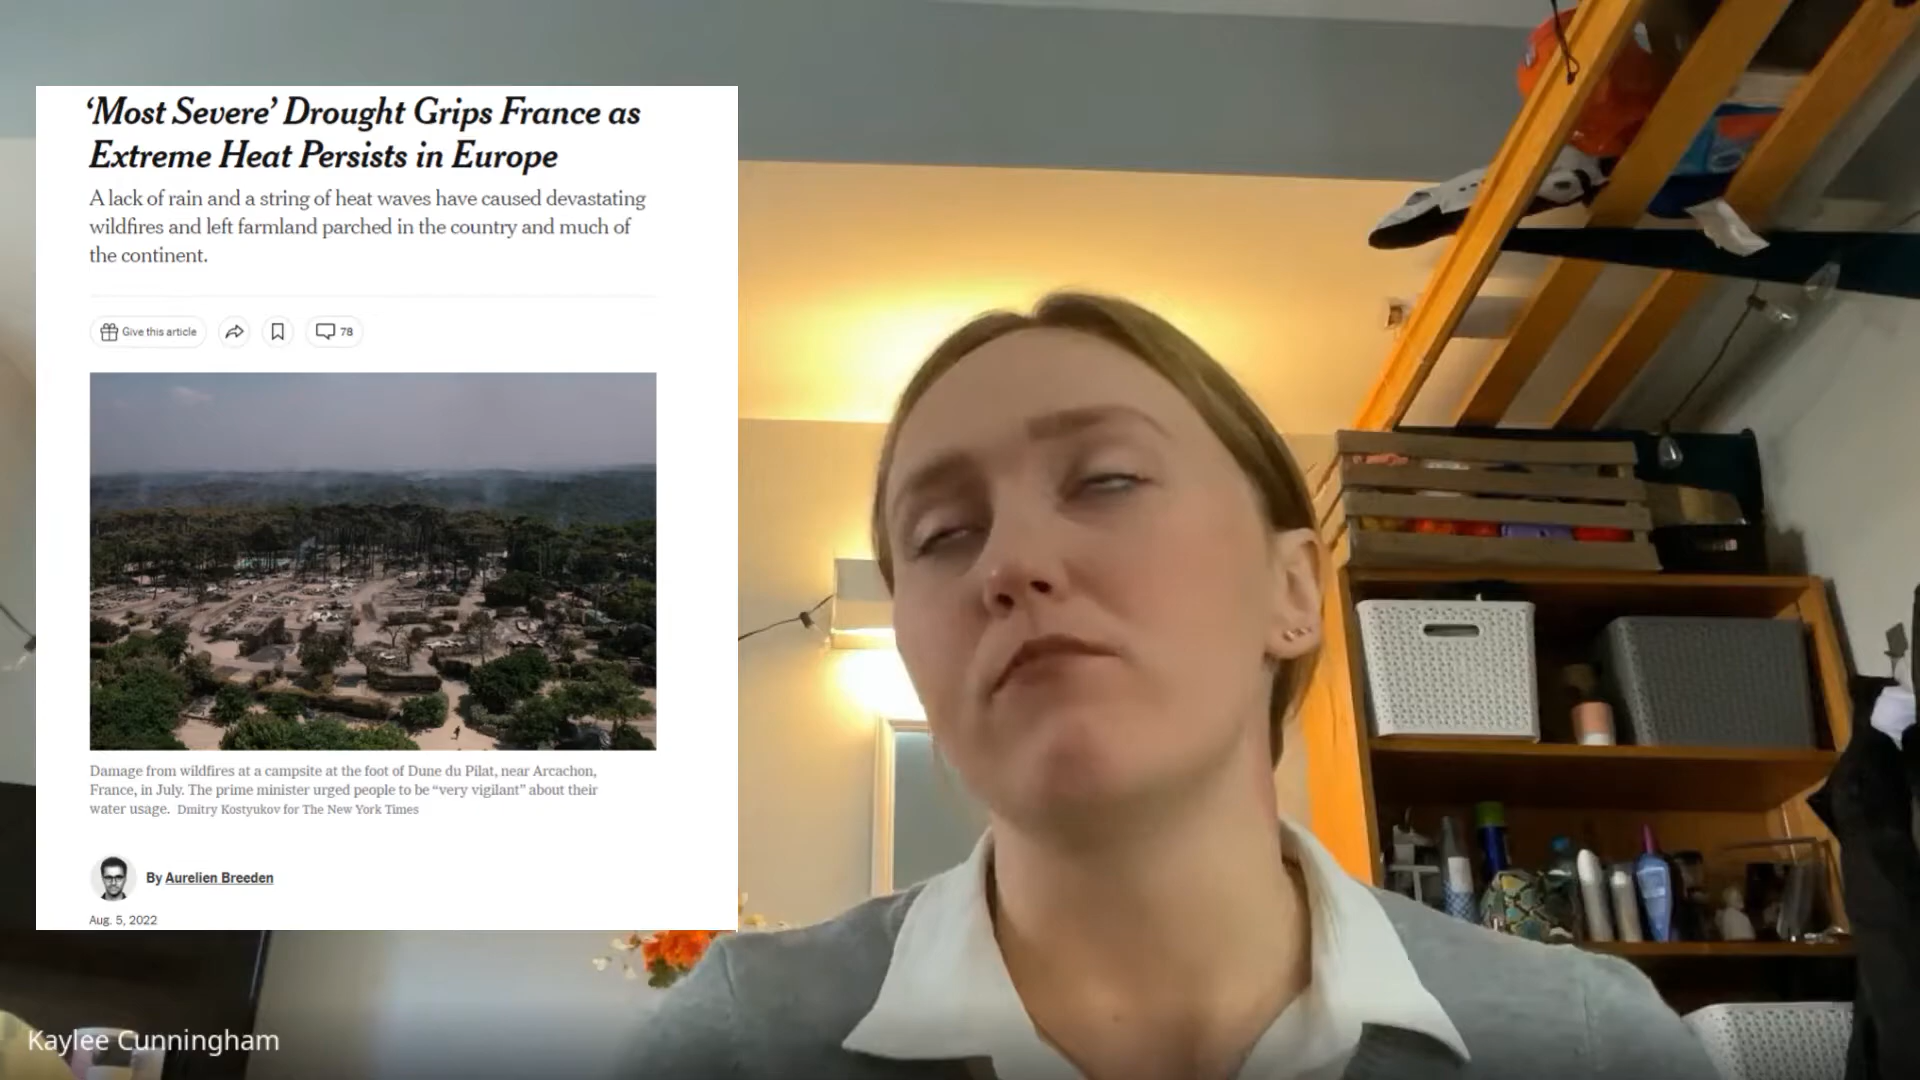 ‘Most Severe’ Drought Grips France as
Extreme Heat Persists in Europe
A lack of rain and a string of heat waves have caused devastating
wildfires and left farmland parched in the country and much of
the continent.
Give this article
78
Damage from wildfires at a campsite at the foot of Dune du Pilat, near Arcachon,
France, in July. The prime minister urged people to be “very vigilant” about their
water usage. Dmitry Kostyukov for The New York Times
By Aurelien Breeden
Aug. 5, 2022
Kaylee Cunningham